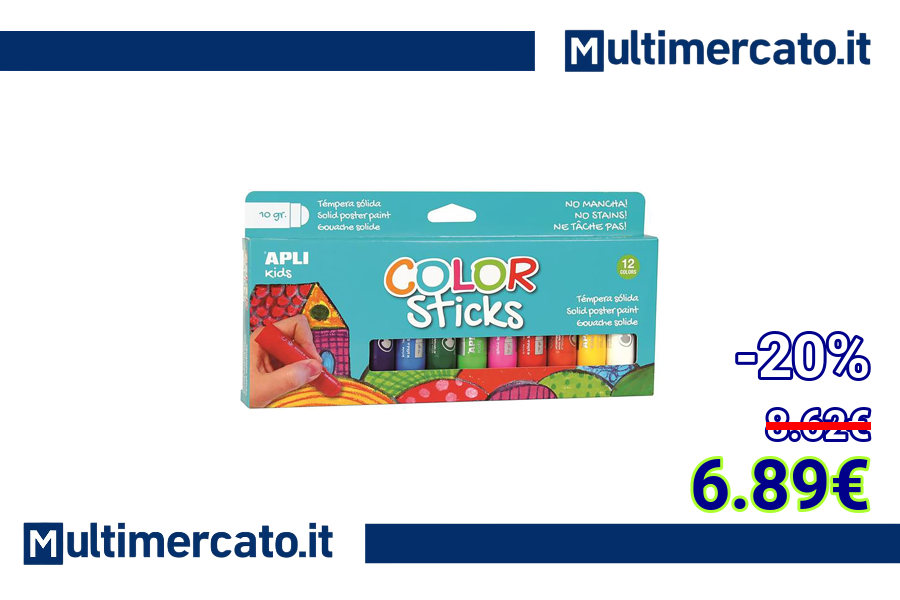 Multimercato.it
10 gr.
Témpera sólida
Solid poster paint
Gouache solide
NO MANCHA!
NO STAINS!
NE TÂCHE PAS!
APLI
kids
COLOR
Sticks
12
COLORS
Témpera sólida
Solid poster paint
Gouache solide
APLI
-20%
8.62€
6.89€
Multimercato.it